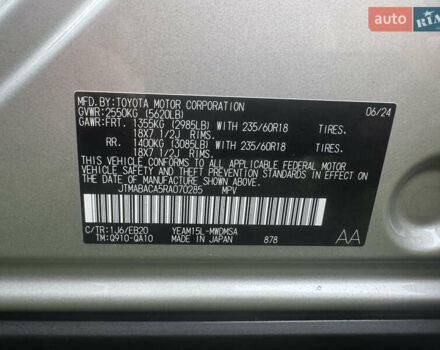 auto RIA
MFD. BY:TOYOTA MOTOR CORPORATION 06/24
GVWR:2550KG (5620LB)
GAWR:FRT. 1355KG (2985LB) WITH 235/60R18 TIRES.
18X7 1/2J RIMS.
RR. 1400KG (3085LB) WITH 235/60R18 TIRES.
18X7 1/2J RIMS.
THIS VEHICLE CONFORMS TO ALL APPLICABLE FEDERAL MOTOR
VEHICLE SAFETY STANDARDS IN EFFECT ON THE DATE OF
MANUFACTURE SHOWN ABOVE.
JTMABACA5RA070285 MPV
C/TR:1J6/EB20 YEAM15L-MWDMSA
TM:Q910-QA10 MADE IN JAPAN 878 AA